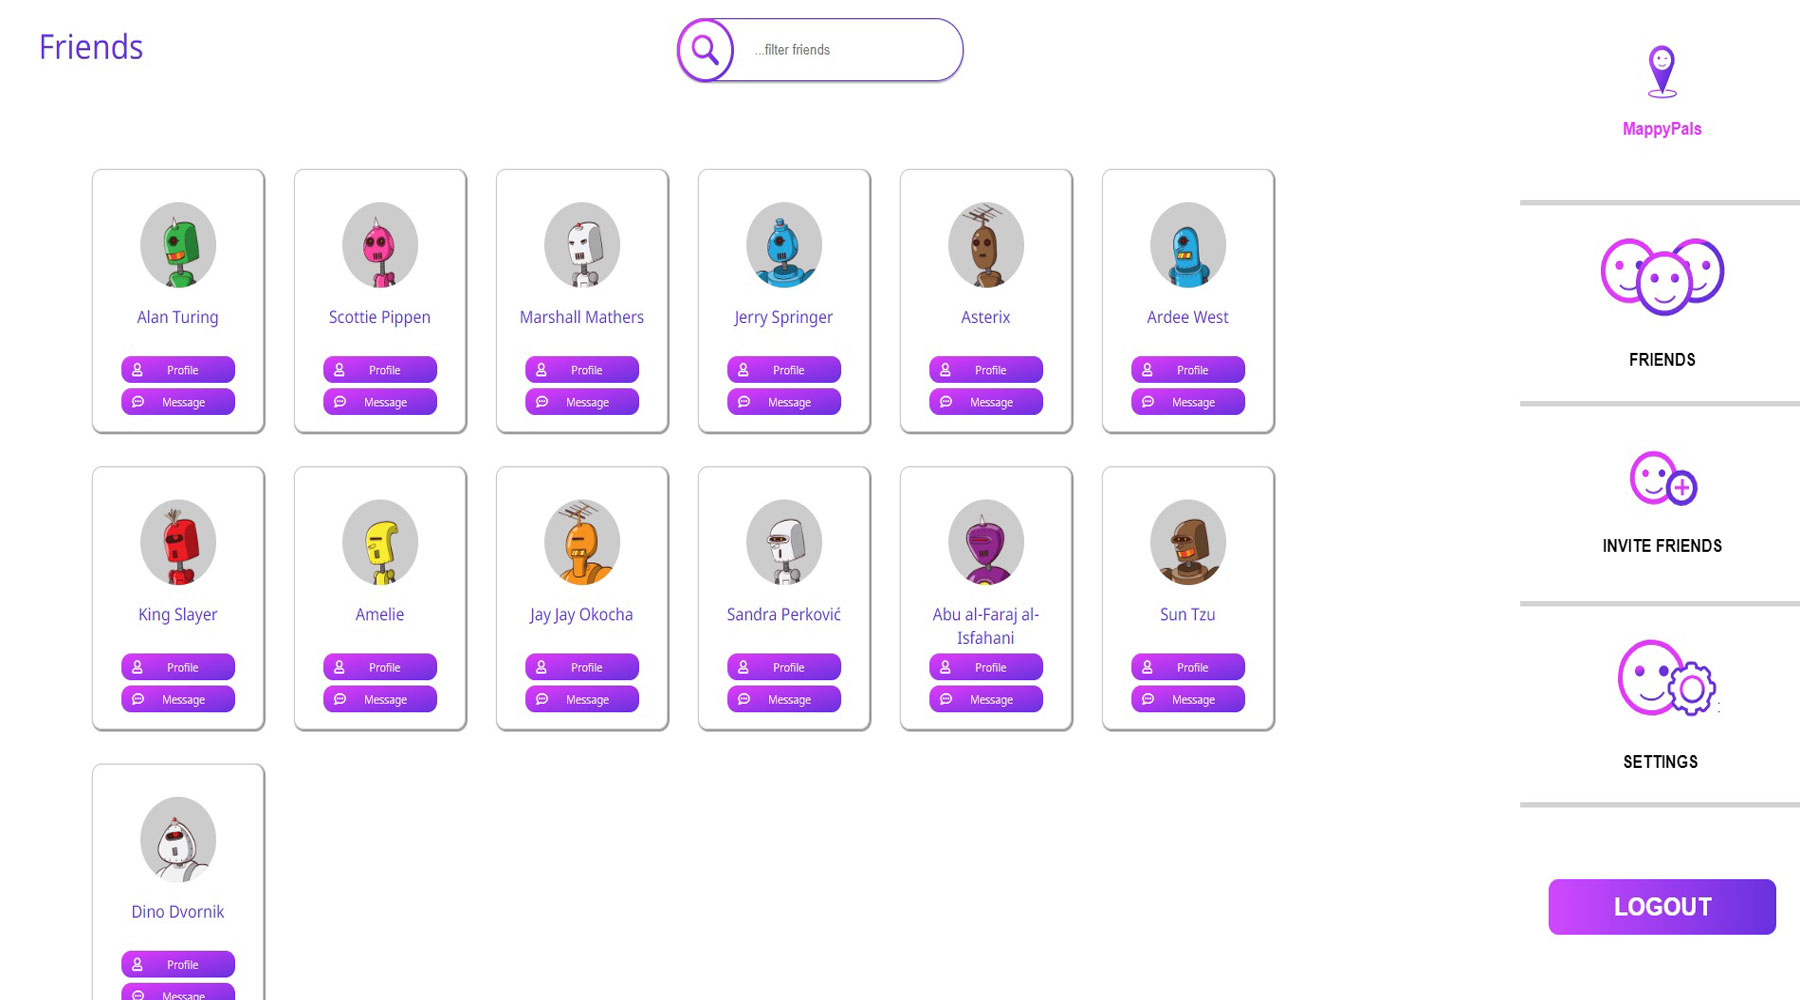 Friends
...filter friends
MappyPals
Alan Turing
Profile
Message
Scottie Pippen
Profile
Message
Marshall Mathers
Profile
Message
Jerry Springer
Profile
Message
Asterix
Profile
Message
Ardee West
Profile
Message
King Slayer
Profile
Message
Amelie
Profile
Message
Jay Jay Okocha
Profile
Message
Sandra Perković
Profile
Message
Abu al-Faraj al-
Isfahani
Profile
Message
Sun Tzu
Profile
Message
Dino Dvornik
Profile
Message
FRIENDS
INVITE FRIENDS
:
SETTINGS
LOGOUT